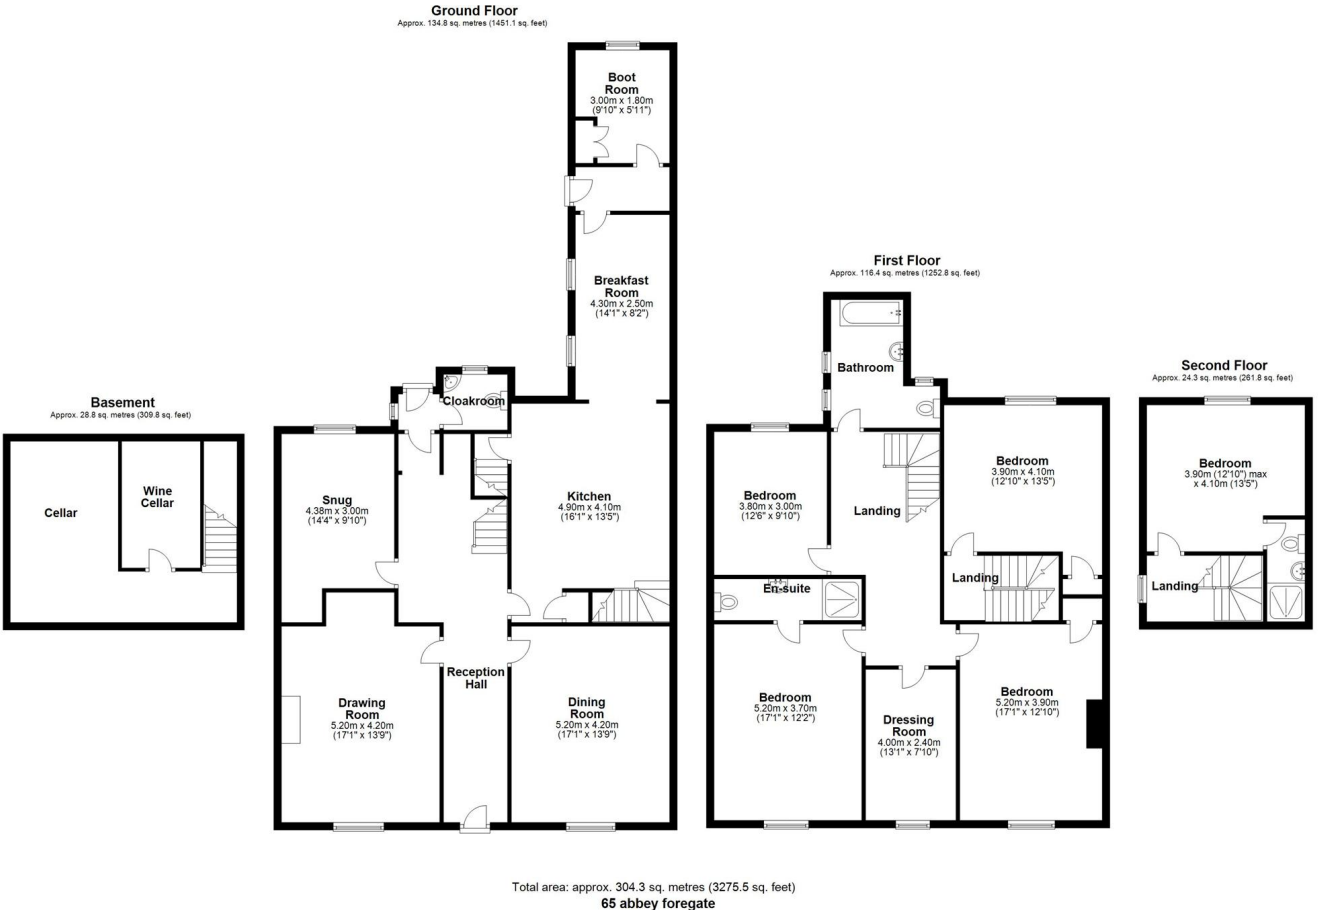 Ground Floor
Approx. 134.8 sq. metres (1451.1 sq. feet)
Boot
Room
3.00m x 1.80m
(9'10" x 5'11")
Breakfast
Room
4.30m x 2.50m
(14'1" x 8'2")
Cloakroom
Snug
4.38m x 3.00m
(14'4" x 9'10")
Kitchen
4.90m x 4.10m
(16'1" x 13'5")
Reception
Hall
Drawing
Room
5.20m x 4.20m
(17'1" x 13'9")
Dining
Room
5.20m x 4.20m
(17'1" x 13'9")
Basement
Approx. 28.8 sq. metres (309.8 sq. feet)
Cellar
Wine
Cellar
First Floor
Approx. 116.4 sq. metres (1252.8 sq. feet)
Bathroom
Bedroom
3.90m x 4.10m
(12'10" x 13'5")
Bedroom
3.80m x 3.00m
(12'6" x 9'10")
Landing
Landing
En-suite
Bedroom
5.20m x 3.70m
(17'1" x 12'2")
Dressing
Room
4.00m x 2.40m
(13'1" x 7'10")
Bedroom
5.20m x 3.90m
(17'1" x 12'10")
Second Floor
Approx. 24.3 sq. metres (261.8 sq. feet)
Bedroom
3.90m (12'10") max
x 4.10m (13'5")
Landing
Total area: approx. 304.3 sq. metres (3275.5 sq. feet)
65 abbey foregate